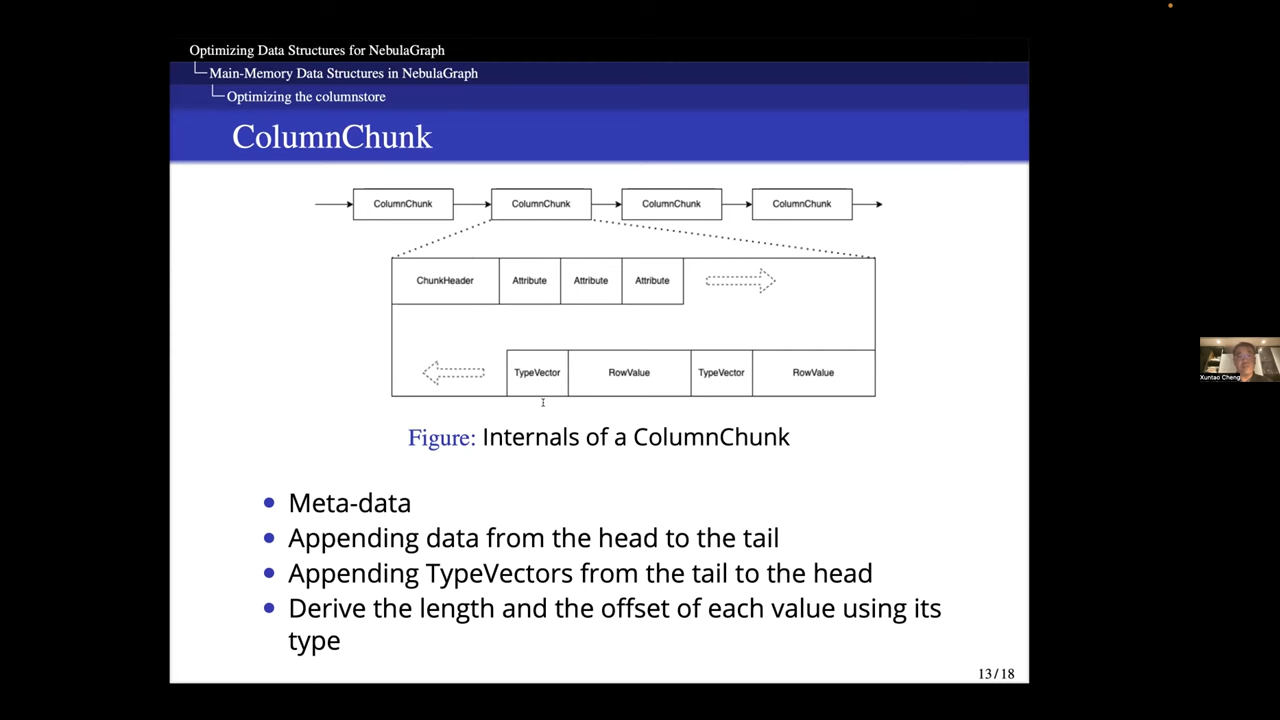 Optimizing Data Structures for NebulaGraph
Main-Memory Data Structures in NebulaGraph
Optimizing the columnstore
ColumnChunk
ColumnChunk ColumnChunk ColumnChunk ColumnChunk
ChunkHeader Attribute Attribute Attribute
TypeVector RowValue TypeVector RowValue
Xuntao Cheng
Figure: Internals of a ColumnChunk
Meta-data
Appending data from the head to the tail
Appending TypeVectors from the tail to the head
Derive the length and the offset of each value using its
type
13/18